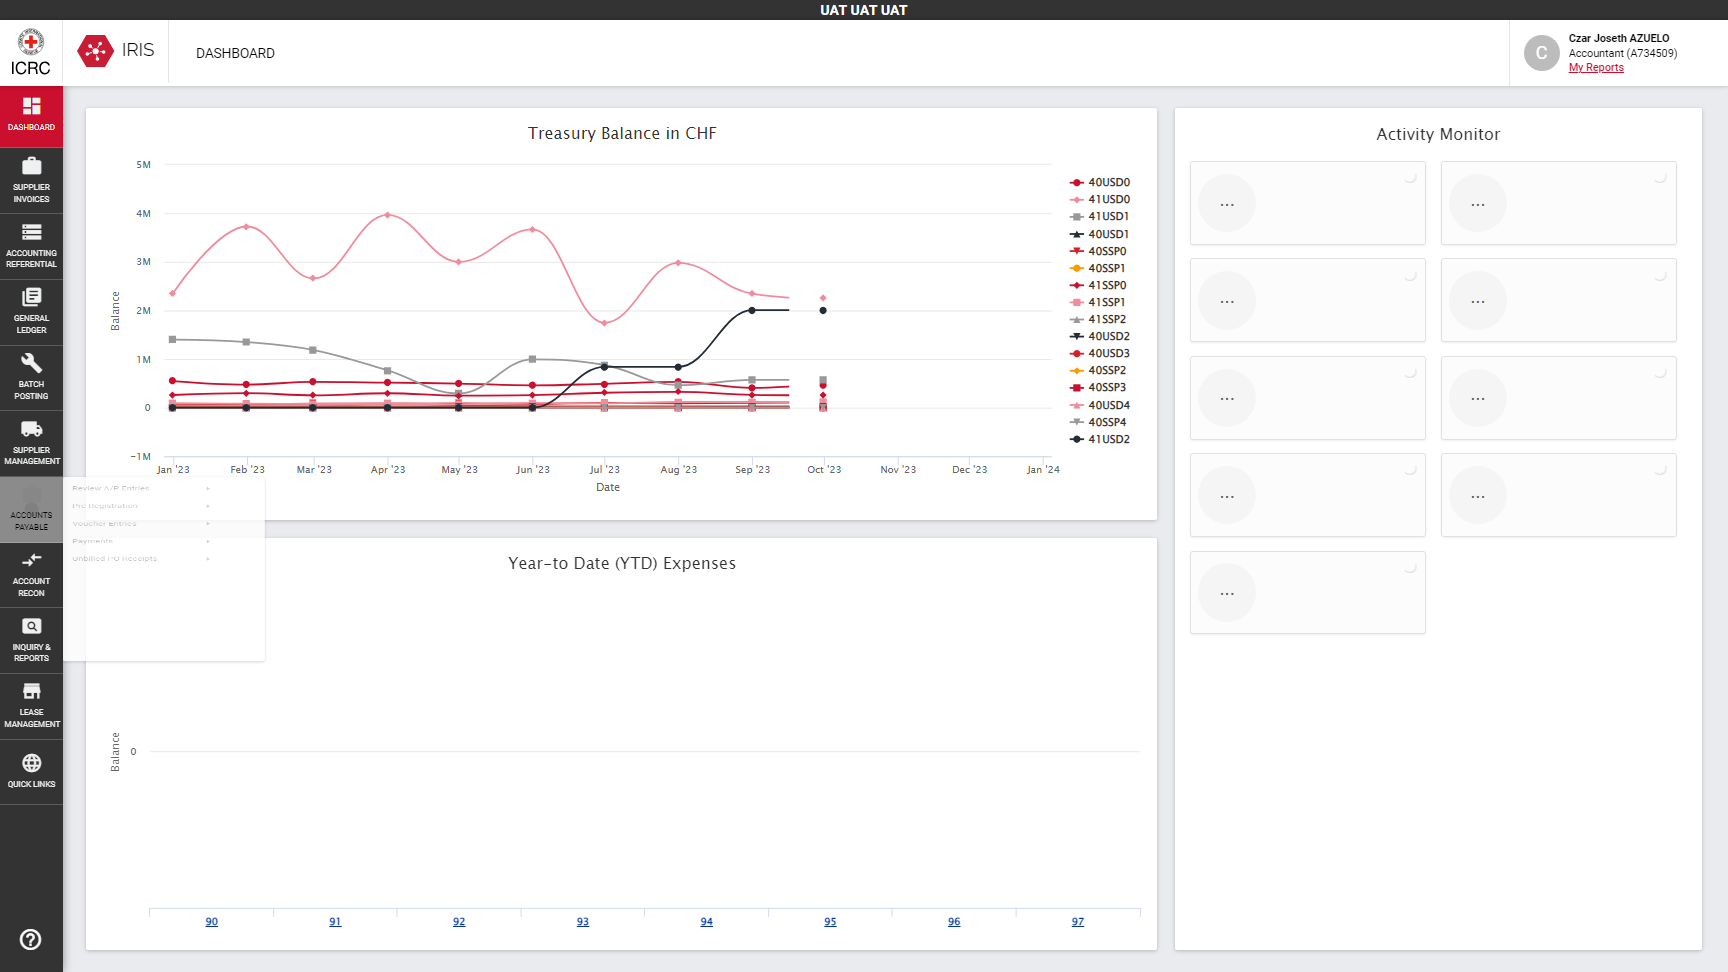 UAT UAT UAT
ICRC
IRIS
DASHBOARD
Czar Joseth AZUELO
Accountant (A734509)
My Reports
C
DASHBOARD
SUPPLIER
INVOICES
ACCOUNTING
REFERENTIAL
GENERAL
LEDGER
BATCH
POSTING
SUPPLIER
MANAGEMENT
ACCOUNTS
PAYABLE
ACCOUNT
RECON
INQUIRY &
REPORTS
LEASE
MANAGEMENT
QUICK LINKS
Review A/P Entries
Pre Registration
Voucher Entries
Payments
Unbilled PO Receipts
Treasury Balance in CHF
Balance
5M
4M
3M
2M
1M
0
-1M
Jan '23
Feb '23
Mar '23
Apr '23
May '23
Jun '23
Jul '23
Aug '23
Sep '23
Oct '23
Nov '23
Dec '23
Jan '24
Date
40USD0
41USD0
41USD1
40USD1
40SSP0
40SSP1
41SSP0
41SSP1
41SSP2
40USD2
40USD3
40SSP2
40SSP3
40USD4
40SSP4
41USD2
Year-to Date (YTD) Expenses
Balance
0
90
91
92
93
94
95
96
97
Activity Monitor
...
...
...
...
...
...
...
...
...